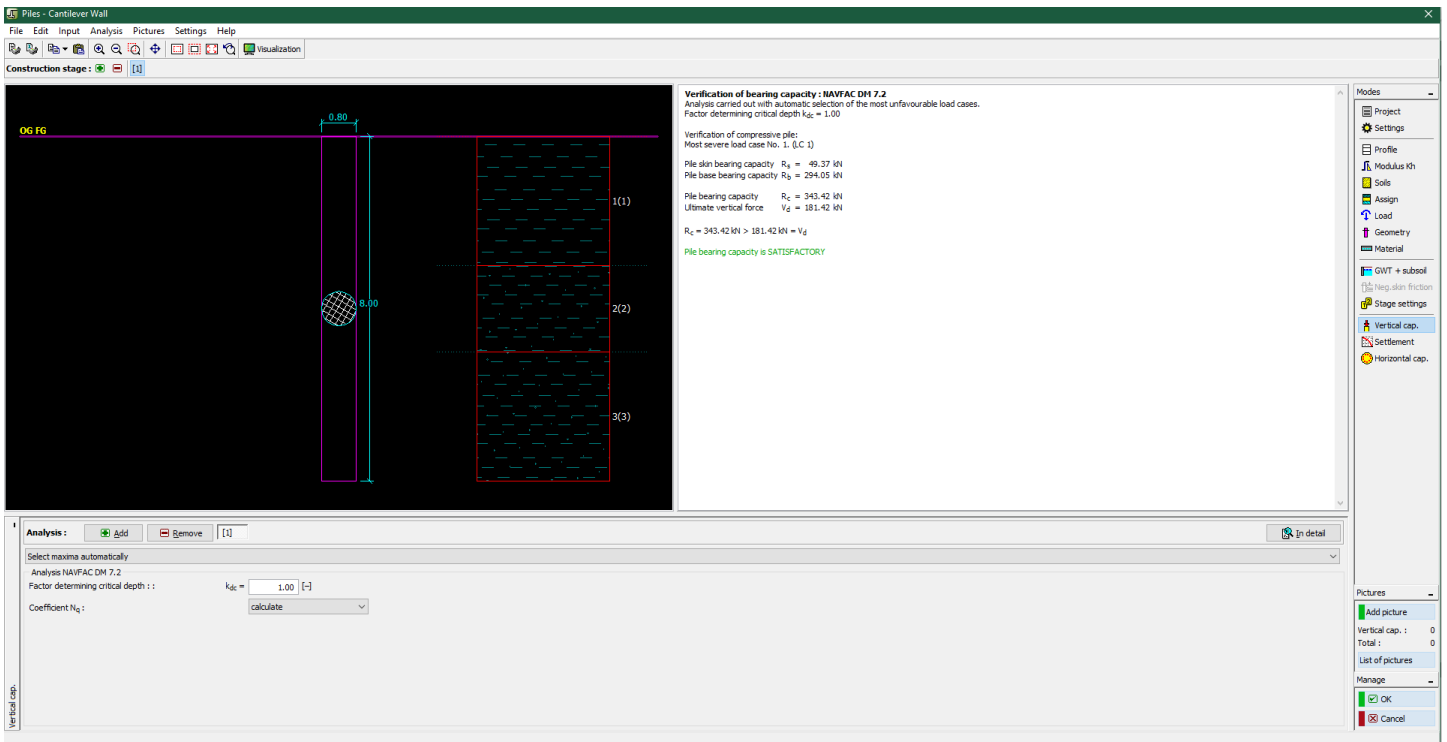 Piles - Cantilever Wall
File Edit Input Analysis Pictures Settings Help
Visualization
Construction stage : [1]
OG FG
0.80
8.00
1(1)
2(2)
3(3)
Verification of bearing capacity : NAVFAC DM 7.2
Analysis carried out with automatic selection of the most unfavourable load cases.
Factor determining critical depth kdc = 1.00
Verification of compressive pile:
Most severe load case No. 1. (LC 1)
Pile skin bearing capacity Rs = 49.37 kN
Pile base bearing capacity Rb = 294.05 kN
Pile bearing capacity Rc = 343.42 kN
Ultimate vertical force Vd = 181.42 kN
Rc = 343.42 kN > 181.42 kN = Vd
Pile bearing capacity is SATISFACTORY
Modes
Project
Settings
Profile
Modulus Kh
Soils
Assign
Load
Geometry
Material
GWT + subsoil
Neg.skin friction
Stage settings
Vertical cap.
Settlement
Horizontal cap.
Analysis : Add Remove [1] In detail
Select maxima automatically
Analysis NAVFAC DM 7.2
Factor determining critical depth : : kdc = 1.00 [–]
Coefficient Nq : calculate
Vertical cap.
Pictures
Add picture
Vertical cap. : 0
Total : 0
List of pictures
Manage
OK
Cancel